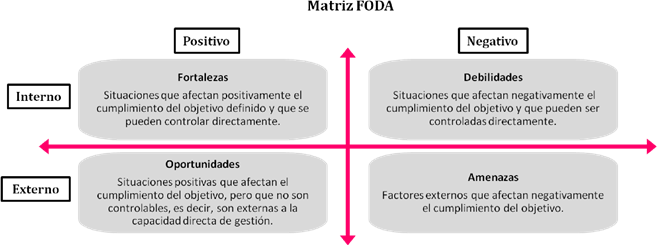 Matriz FODA
Positivo
Negativo
Interno
Fortalezas
Situaciones que afectan positivamente el
cumplimiento del objetivo definido y que se
pueden controlar directamente.
Debilidades
Situaciones que afectan negativamente el
cumplimiento del objetivo y que pueden ser
controladas directamente.
Externo
Oportunidades
Situaciones positivas que afectan el
cumplimiento del objetivo, pero que no son
controlables, es decir, son externas a la
capacidad directa de gestión.
Amenazas
Factores externos que afectan negativamente
el cumplimiento del objetivo.